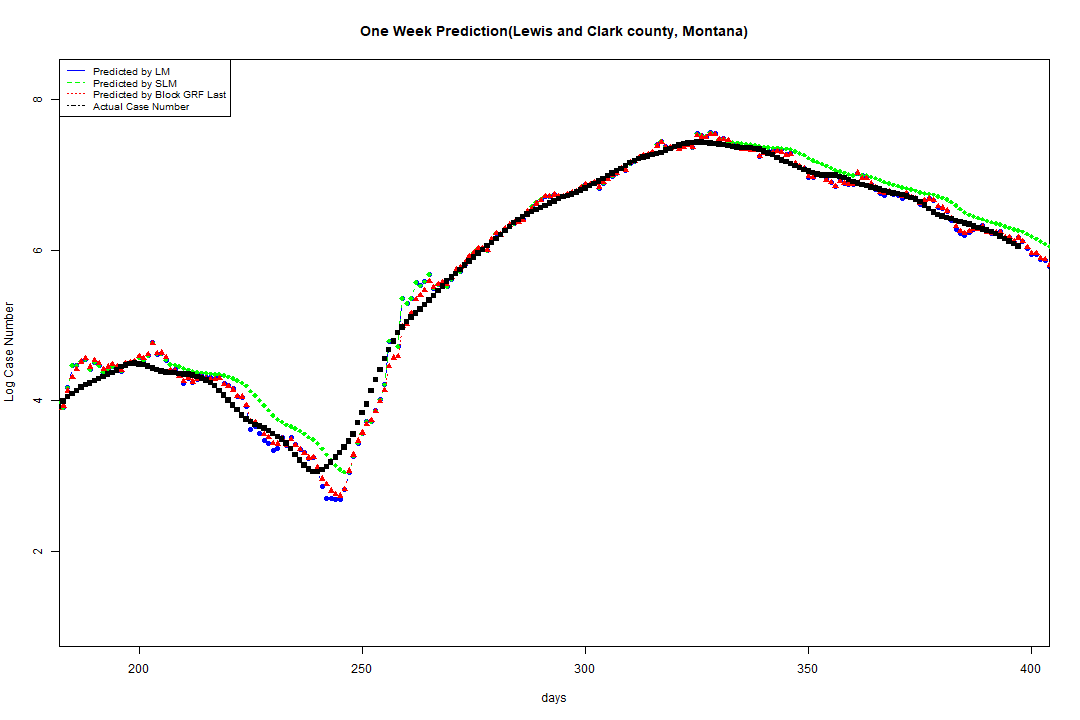 One Week Prediction(Lewis and Clark county, Montana)
Predicted by LM
Predicted by SLM
Predicted by Block GRF Last
Actual Case Number
8
6
4
2
Log Case Number
200
250
300
350
400
days